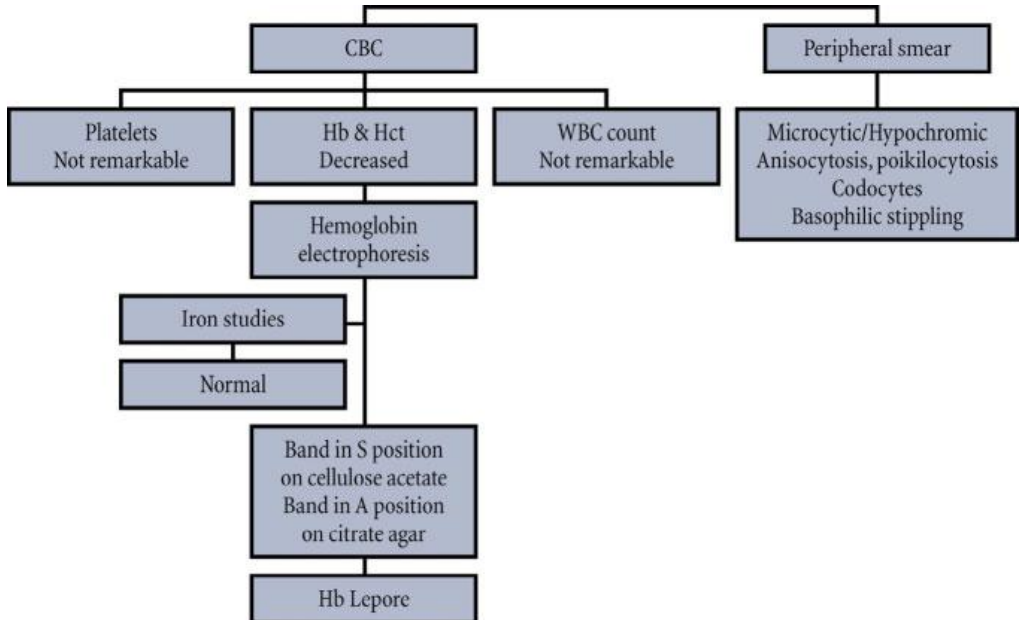 CBC
Peripheral smear
Platelets
Not remarkable
Hb & Hct
Decreased
WBC count
Not remarkable
Microcytic/Hypochromic
Anisocytosis, poikilocytosis
Codocytes
Basophilic stippling
Hemoglobin
electrophoresis
Iron studies
Normal
Band in S position
on cellulose acetate
Band in A position
on citrate agar
Hb Lepore